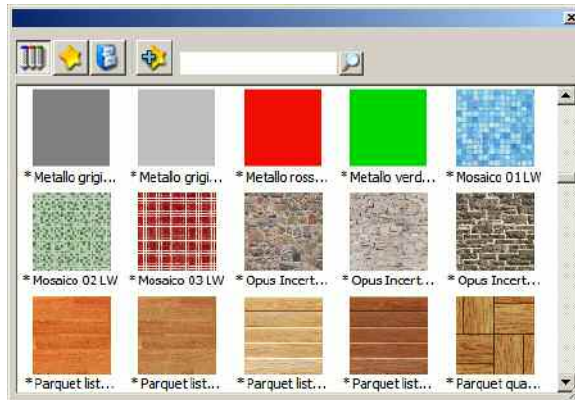 * Metallo grigi... * Metallo grigi... * Metallo ross... * Metallo verd... * Mosaico 01 LW
* Mosaico 02 LW * Mosaico 03 LW * Opus Incert... * Opus Incert... * Opus Incert...
* Parquet list... * Parquet list... * Parquet list... * Parquet list... * Parquet qua...